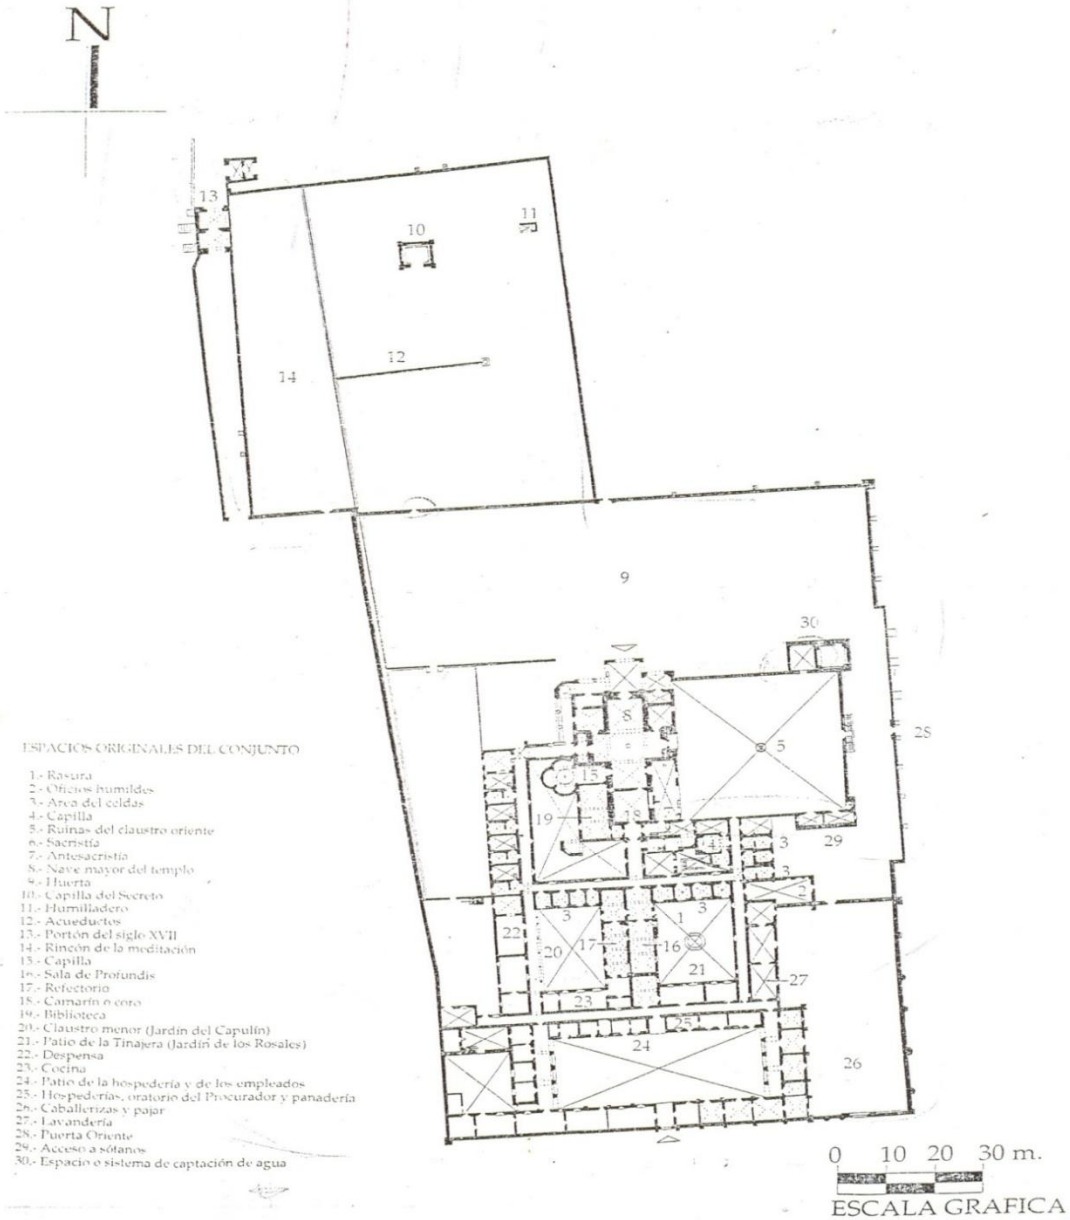 N
13
10
11
12
14
9
30
28
8
5
15
19
18
4
3
29
3
2
3
1
3
22
20
17
16
21
27
23
25
24
26
ESPACIOS ORIGINALES DEL CONJUNTO
1.- Rasura
2.- Oficios humildes
3.- Area del celdas
4.- Capilla
5.- Ruinas del claustro oriente
6.- Sacristía
7.- Antesacristía
8.- Nave mayor del templo
9.- Huerta
10.- Capilla del Secreto
11.- Humilladero
12.- Acueductos
13.- Portón del siglo XVII
14.- Rincón de la meditación
15.- Capilla
16.- Sala de Profundis
17.- Refectorio
18.- Camarín o coro
19.- Biblioteca
20.- Claustro menor (Jardín del Capulín)
21.- Patio de la Tinajera (Jardín de los Rosales)
22.- Despensa
23.- Cocina
24.- Patio de la hospedería y de los empleados
25.- Hospederías, oratorio del Procurador y panadería
26.- Caballerizas y pajar
27.- Lavandería
28.- Puerta Oriente
29.- Acceso a sótanos
30.- Espacio o sistema de captación de agua
0 10 20 30 m.
ESCALA GRAFICA